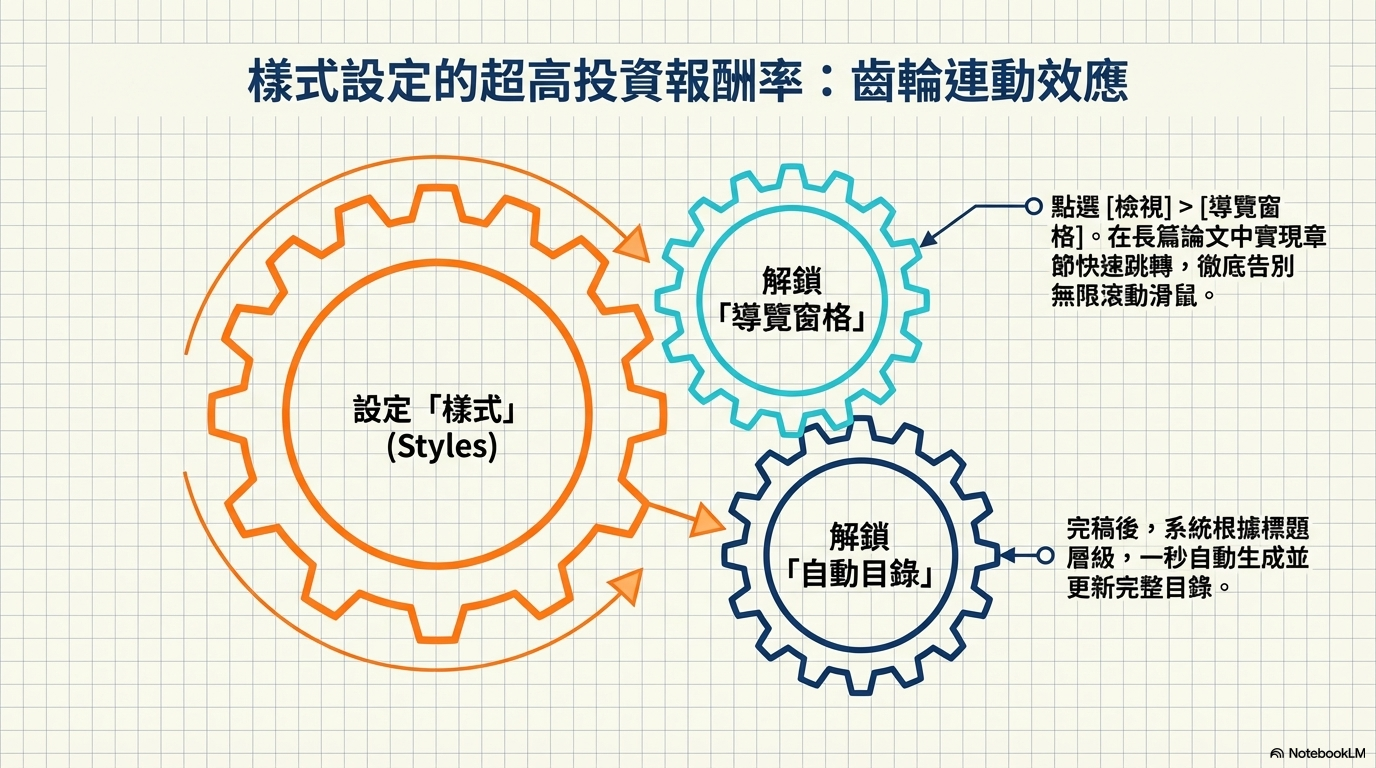 樣式設定的超高投資報酬率：齒輪連動效應
設定「樣式」
(Styles)
解鎖
「導覽窗格」
點選 [檢視] > [導覽窗
格]。在長篇論文中實現章
節快速跳轉，徹底告別
無限滾動滑鼠。
解鎖
「自動目錄」
完稿後，系統根據標題
層級，一秒自動生成並
更新完整目錄。
NotebookLM